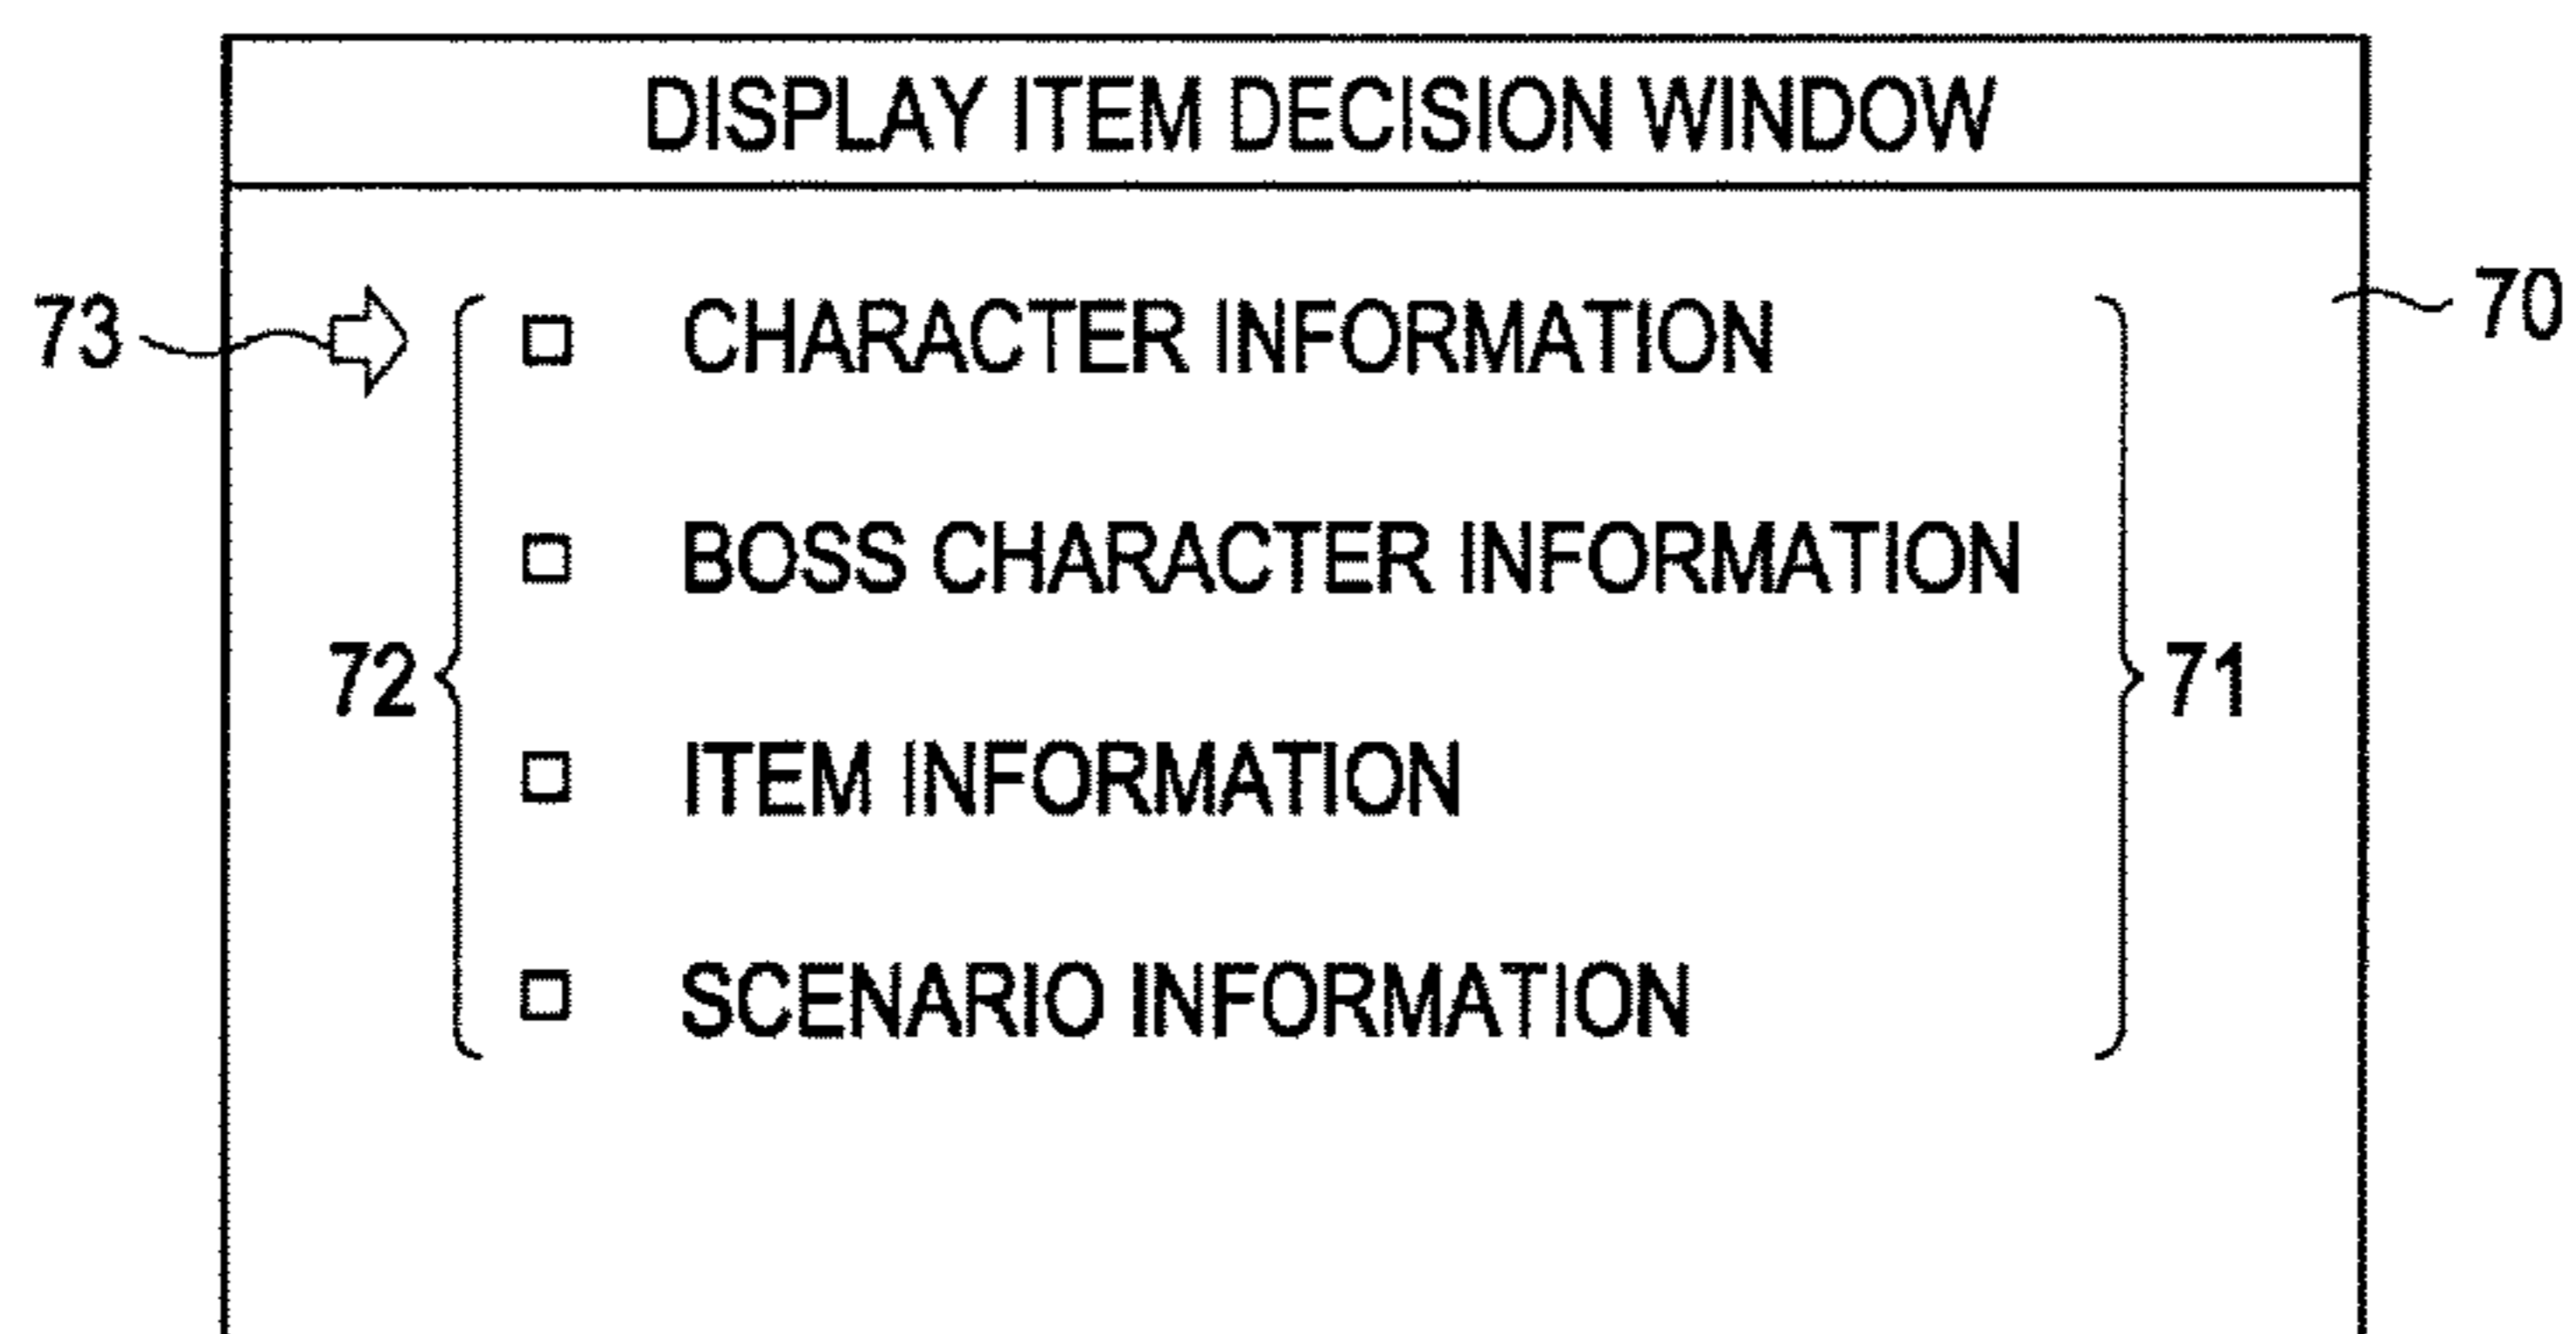 DISPLAY ITEM DECISION WINDOW
73
CHARACTER INFORMATION
70
BOSS CHARACTER INFORMATION
72
71
ITEM INFORMATION
SCENARIO INFORMATION